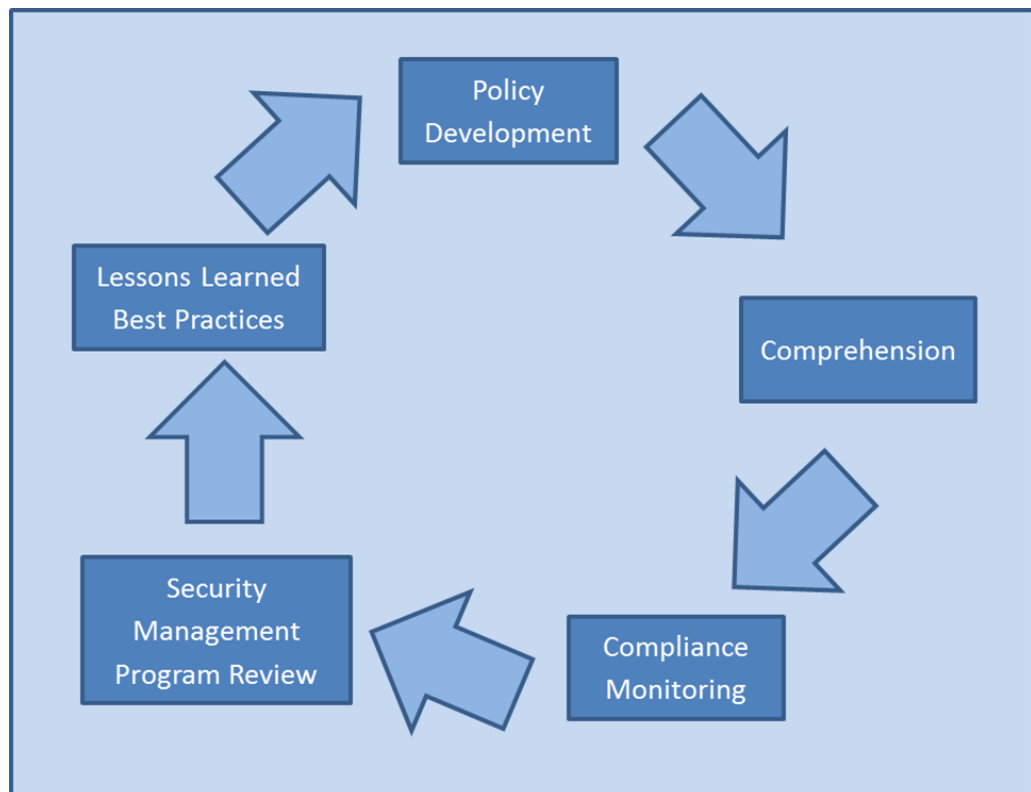 Policy
Development
Comprehension
Compliance
Monitoring
Security
Management
Program Review
Lessons Learned
Best Practices